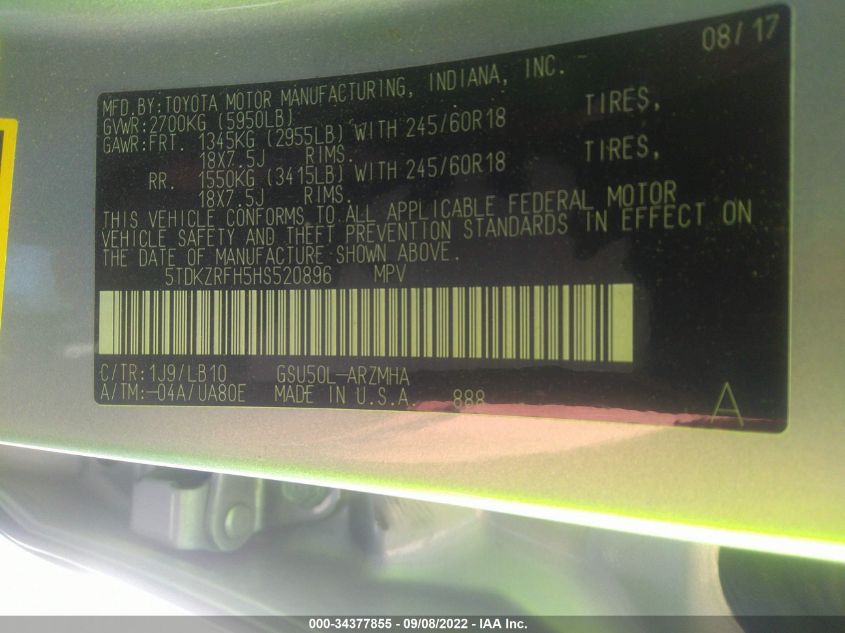 08/17
MFD.BY:TOYOTA MOTOR MANUFACTURING, INDIANA, INC.
GVWR:2700KG (5950LB)
GAWR:FRT. 1345KG (2955LB) WITH 245/60R18 TIRES,
18X7.5J RIMS.
RR. 1550KG (3415LB) WITH 245/60R18 TIRES,
18X7.5J RIMS.
THIS VEHICLE CONFORMS TO ALL APPLICABLE FEDERAL MOTOR
VEHICLE SAFETY AND THEFT PREVENTION STANDARDS IN EFFECT ON
THE DATE OF MANUFACTURE SHOWN ABOVE.
5TDKZRFH5HS520896 MPV
C/TR:1J9/LB10 GSU50L-ARZMHA
A/TM:-04A/UA80E MADE IN U.S.A. 888
A
000-34377855 - 09/08/2022 - IAA Inc.